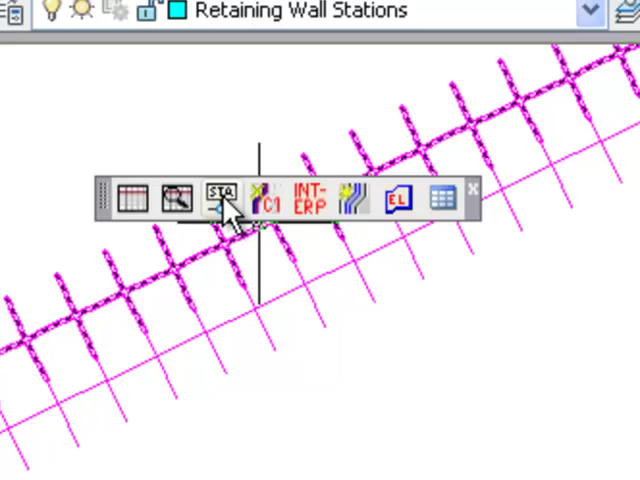 Retaining Wall Stations
STA
C1
INT-
ERP
EL